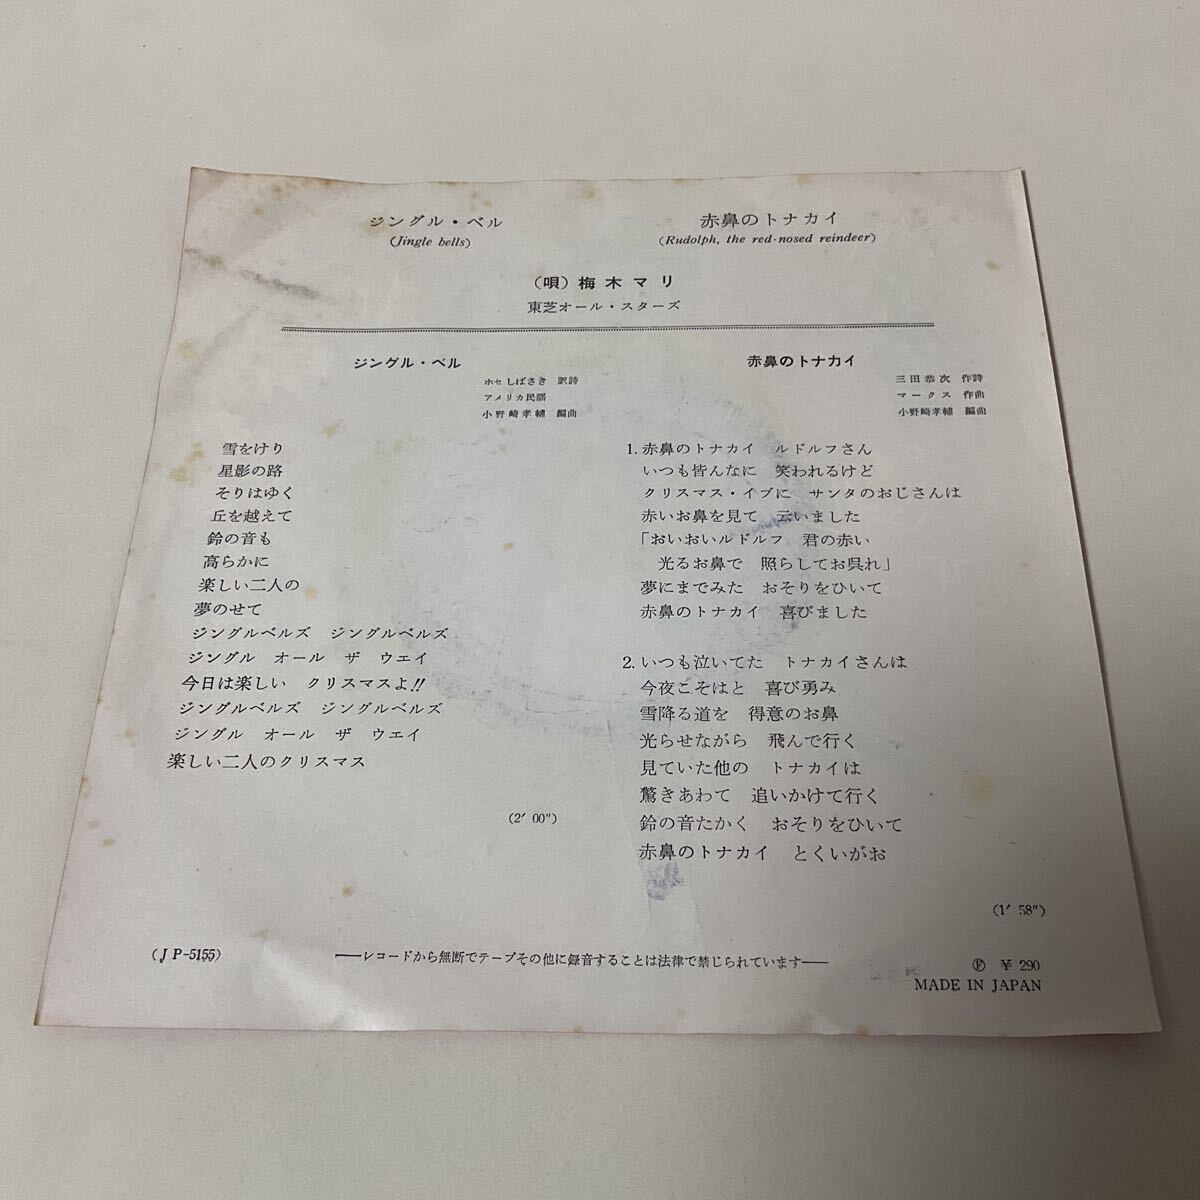 ジングル・ベル
(Jingle bells)
赤鼻のトナカイ
(Rudolph, the red-nosed reindeer)
(唄) 梅木マリ
東芝オール・スターズ
ジングル・ベル
ホセしばさき 訳詩
アメリカ民謡
小野崎孝輔 編曲
雪をけり
星影の路
そりはゆく
丘を越えて
鈴の音も
高らかに
楽しい二人の
夢のせて
ジングルベルズ ジングルベルズ
ジングル オール ザ ウエイ
今日は楽しい クリスマスよ!!
ジングルベルズ ジングルベルズ
ジングル オール ザ ウエイ
楽しい二人のクリスマス
(2′ 00″)
赤鼻のトナカイ
三田恭次 作詩
マークス 作曲
小野崎孝輔 編曲
1. 赤鼻のトナカイ ルドルフさん
いつも皆んなに 笑われるけど
クリスマス・イブに サンタのおじさんは
赤いお鼻を見て 云いました
「おいおいルドルフ 君の赤い
光るお鼻で 照らしてお呉れ」
夢にまでみた おそりをひいて
赤鼻のトナカイ 喜びました
2. いつも泣いてた トナカイさんは
今夜こそはと 喜び勇み
雪降る道を 得意のお鼻
光らせながら 飛んで行く
見ていた他の トナカイは
驚きあわて 追いかけて行く
鈴の音たかく おそりをひいて
赤鼻のトナカイ とくいがお
(1′ 58″)
(JP-5155)
──レコードから無断でテープその他に録音することは法律で禁じられています──
Ⓟ ¥ 290
MADE IN JAPAN